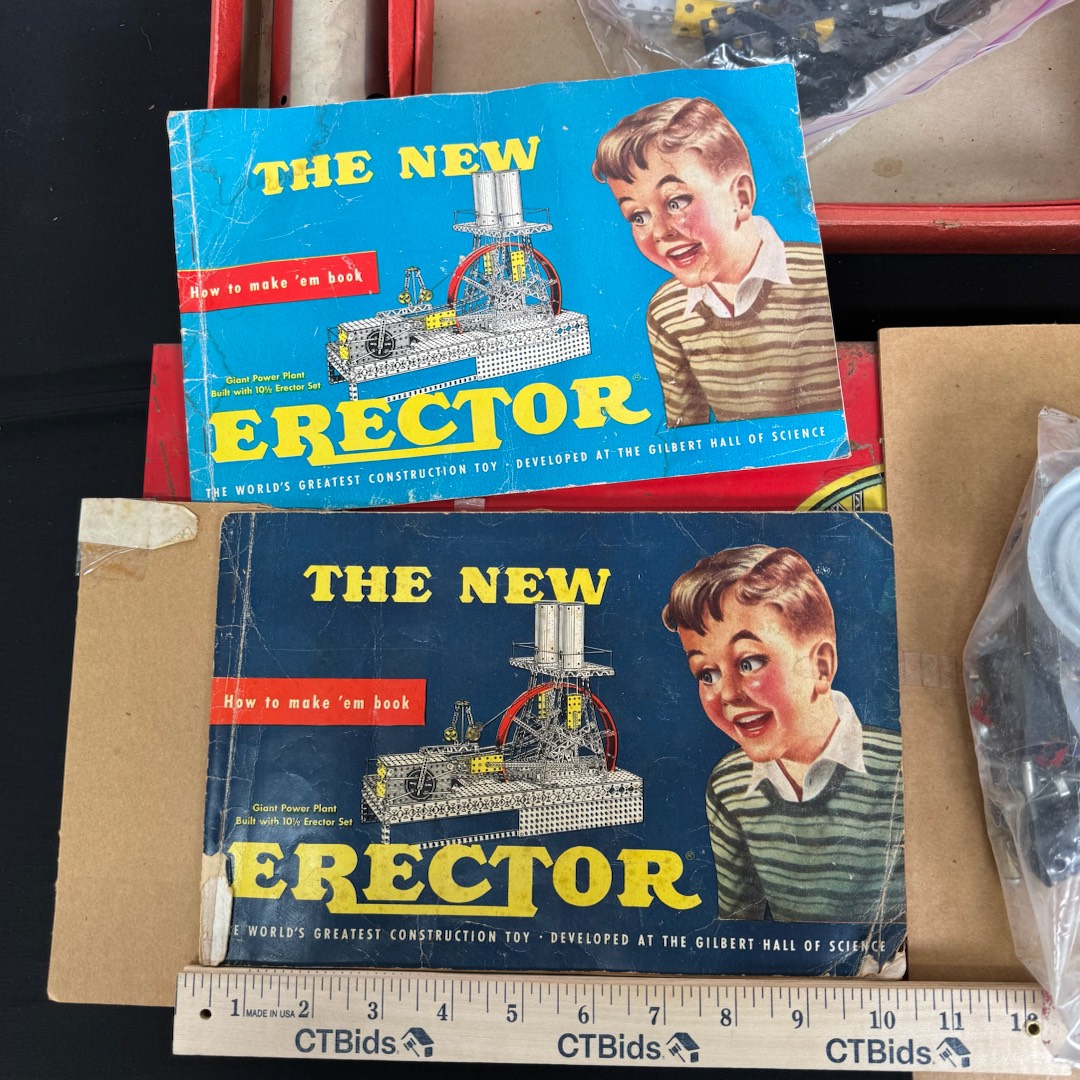 THE NEW
How to make 'em book
Giant Power Plant
Built with 10½ Erector Set
ERECTOR®
THE WORLD'S GREATEST CONSTRUCTION TOY · DEVELOPED AT THE GILBERT HALL OF SCIENCE
THE NEW
How to make 'em book
Giant Power Plant
Built with 10½ Erector Set
ERECTOR®
E WORLD'S GREATEST CONSTRUCTION TOY · DEVELOPED AT THE GILBERT HALL OF SCIENCE
1 MADE IN USA 2 3 4 5 6 7 8 9 10 11 12
CTBids CTBids CTBids